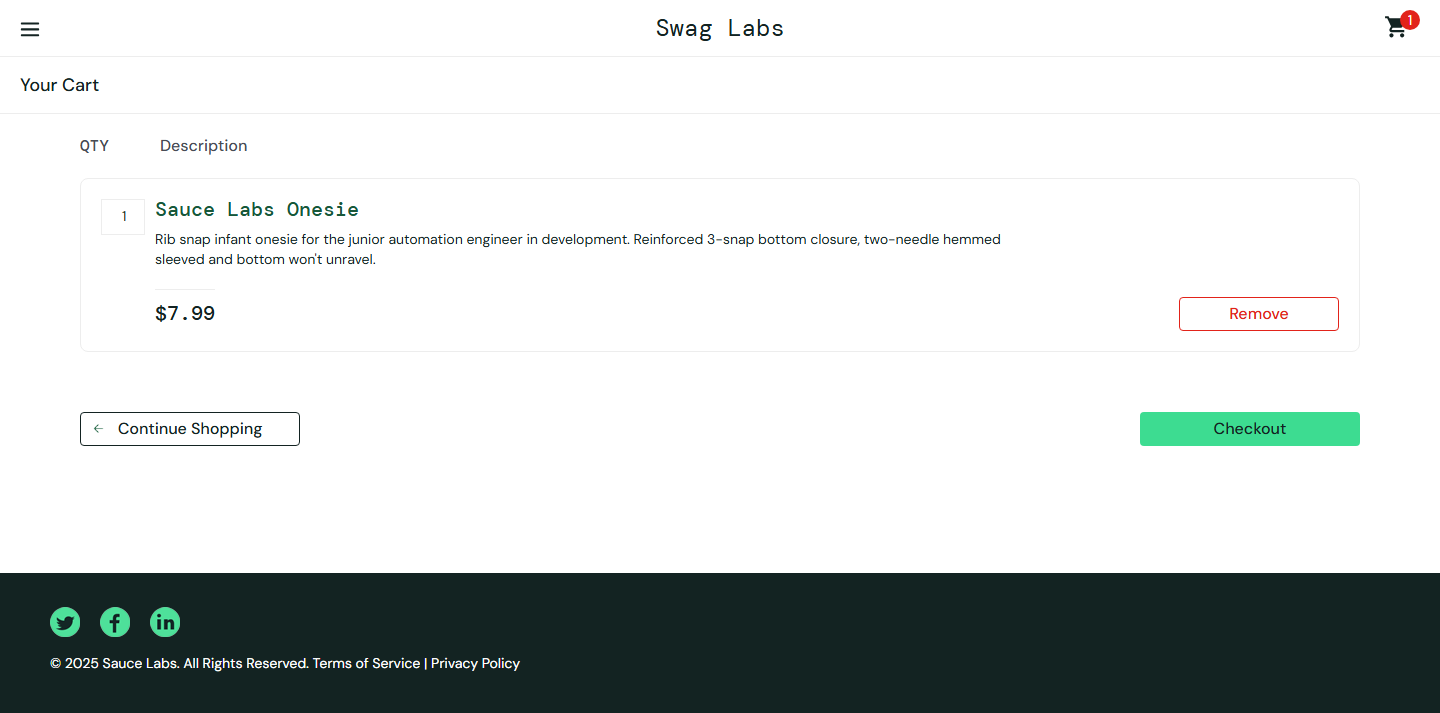 Swag Labs
1
Your Cart
QTY Description
1
Sauce Labs Onesie
Rib snap infant onesie for the junior automation engineer in development. Reinforced 3-snap bottom closure, two-needle hemmed
sleeved and bottom won't unravel.
$7.99
Remove
Continue Shopping
Checkout
© 2025 Sauce Labs. All Rights Reserved. Terms of Service | Privacy Policy